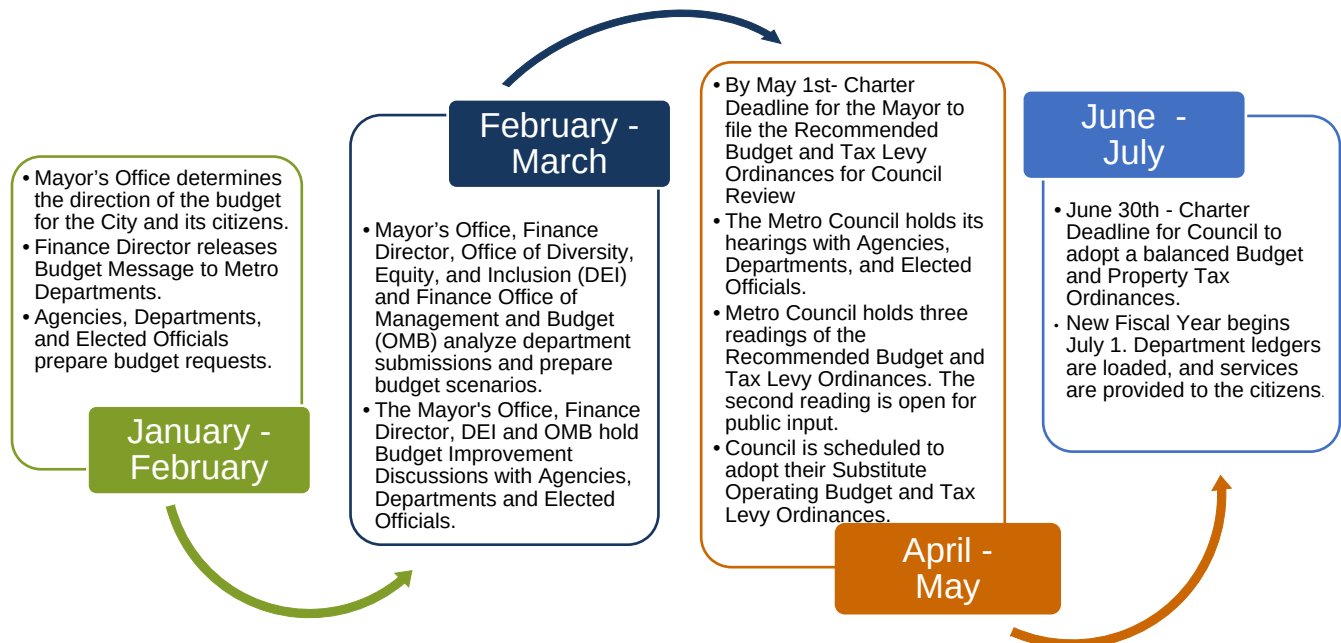 • Mayor’s Office determines
the direction of the budget
for the City and its citizens.
• Finance Director releases
Budget Message to Metro
Departments.
• Agencies, Departments,
and Elected Officials
prepare budget requests.
January -
February
February -
March
• Mayor’s Office, Finance
Director, Office of Diversity,
Equity, and Inclusion (DEI)
and Finance Office of
Management and Budget
(OMB) analyze department
submissions and prepare
budget scenarios.
• The Mayor's Office, Finance
Director, DEI and OMB hold
Budget Improvement
Discussions with Agencies,
Departments and Elected
Officials.
• By May 1st- Charter
Deadline for the Mayor to
file the Recommended
Budget and Tax Levy
Ordinances for Council
Review
• The Metro Council holds its
hearings with Agencies,
Departments, and Elected
Officials.
• Metro Council holds three
readings of the
Recommended Budget and
Tax Levy Ordinances. The
second reading is open for
public input.
• Council is scheduled to
adopt their Substitute
Operating Budget and Tax
Levy Ordinances.
April -
May
June -
July
• June 30th - Charter
Deadline for Council to
adopt a balanced Budget
and Property Tax
Ordinances.
• New Fiscal Year begins
July 1. Department ledgers
are loaded, and services
are provided to the citizens.